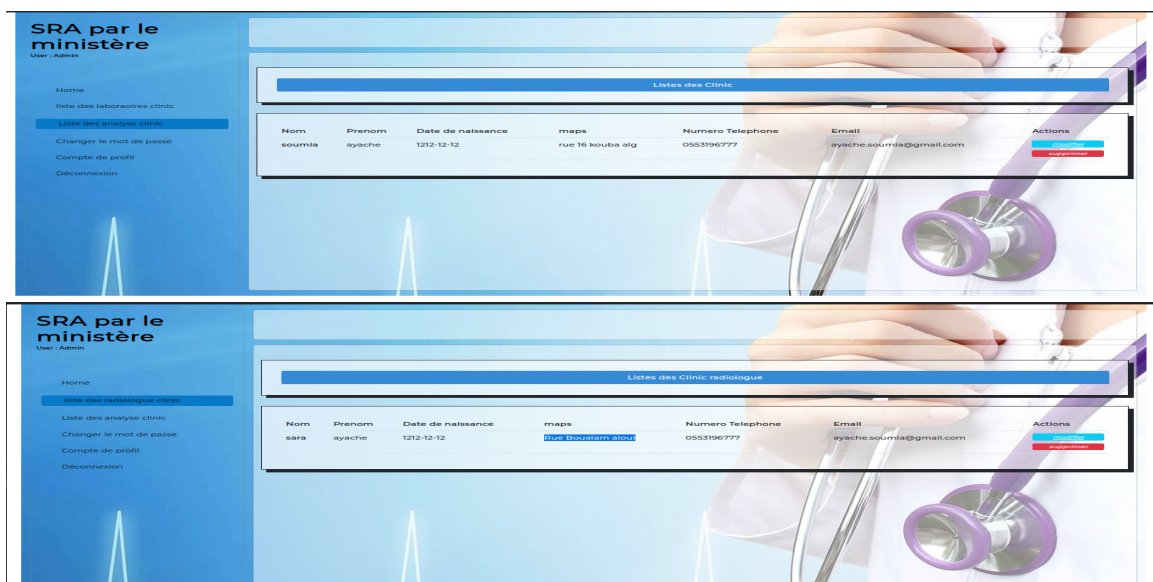 SRA par le
ministère
User : Admin
Home
liste des laboraoires clinic
Liste des analyse clinic
Changer le mot de passe
Compte de profil
Déconnexion
Listes des Clinic
Nom Prenom Date de naissance maps Numero Telephone Email Actions
soumia ayache 1212-12-12 rue 16 kouba alg 0553196777 ayache.soumia@gmail.com modifier
supprimer
SRA par le
ministère
User : Admin
Home
liste des radiologue clinic
Liste des analyse clinic
Changer le mot de passe
Compte de profil
Déconnexion
Listes des Clinic radiologue
Nom Prenom Date de naissance maps Numero Telephone Email Actions
sara ayache 1212-12-12 Rue Boualam aloui 0553196777 ayache.soumia@gmail.com modifier
supprimer